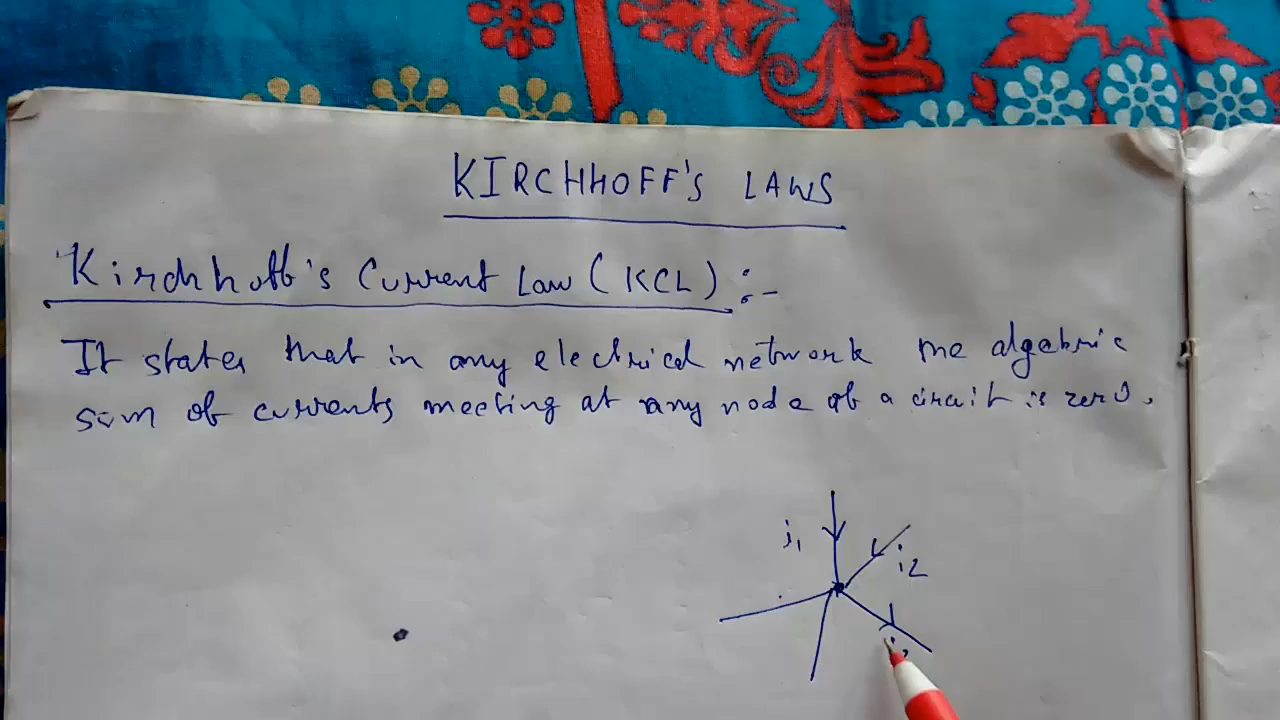 KIRCHHOFF'S LAWS
Kirchhoff's Current Law (KCL) :-
It states that in any electrical network the algebric
sum of currents meeting at any node of a circuit is zero.
i1
i2